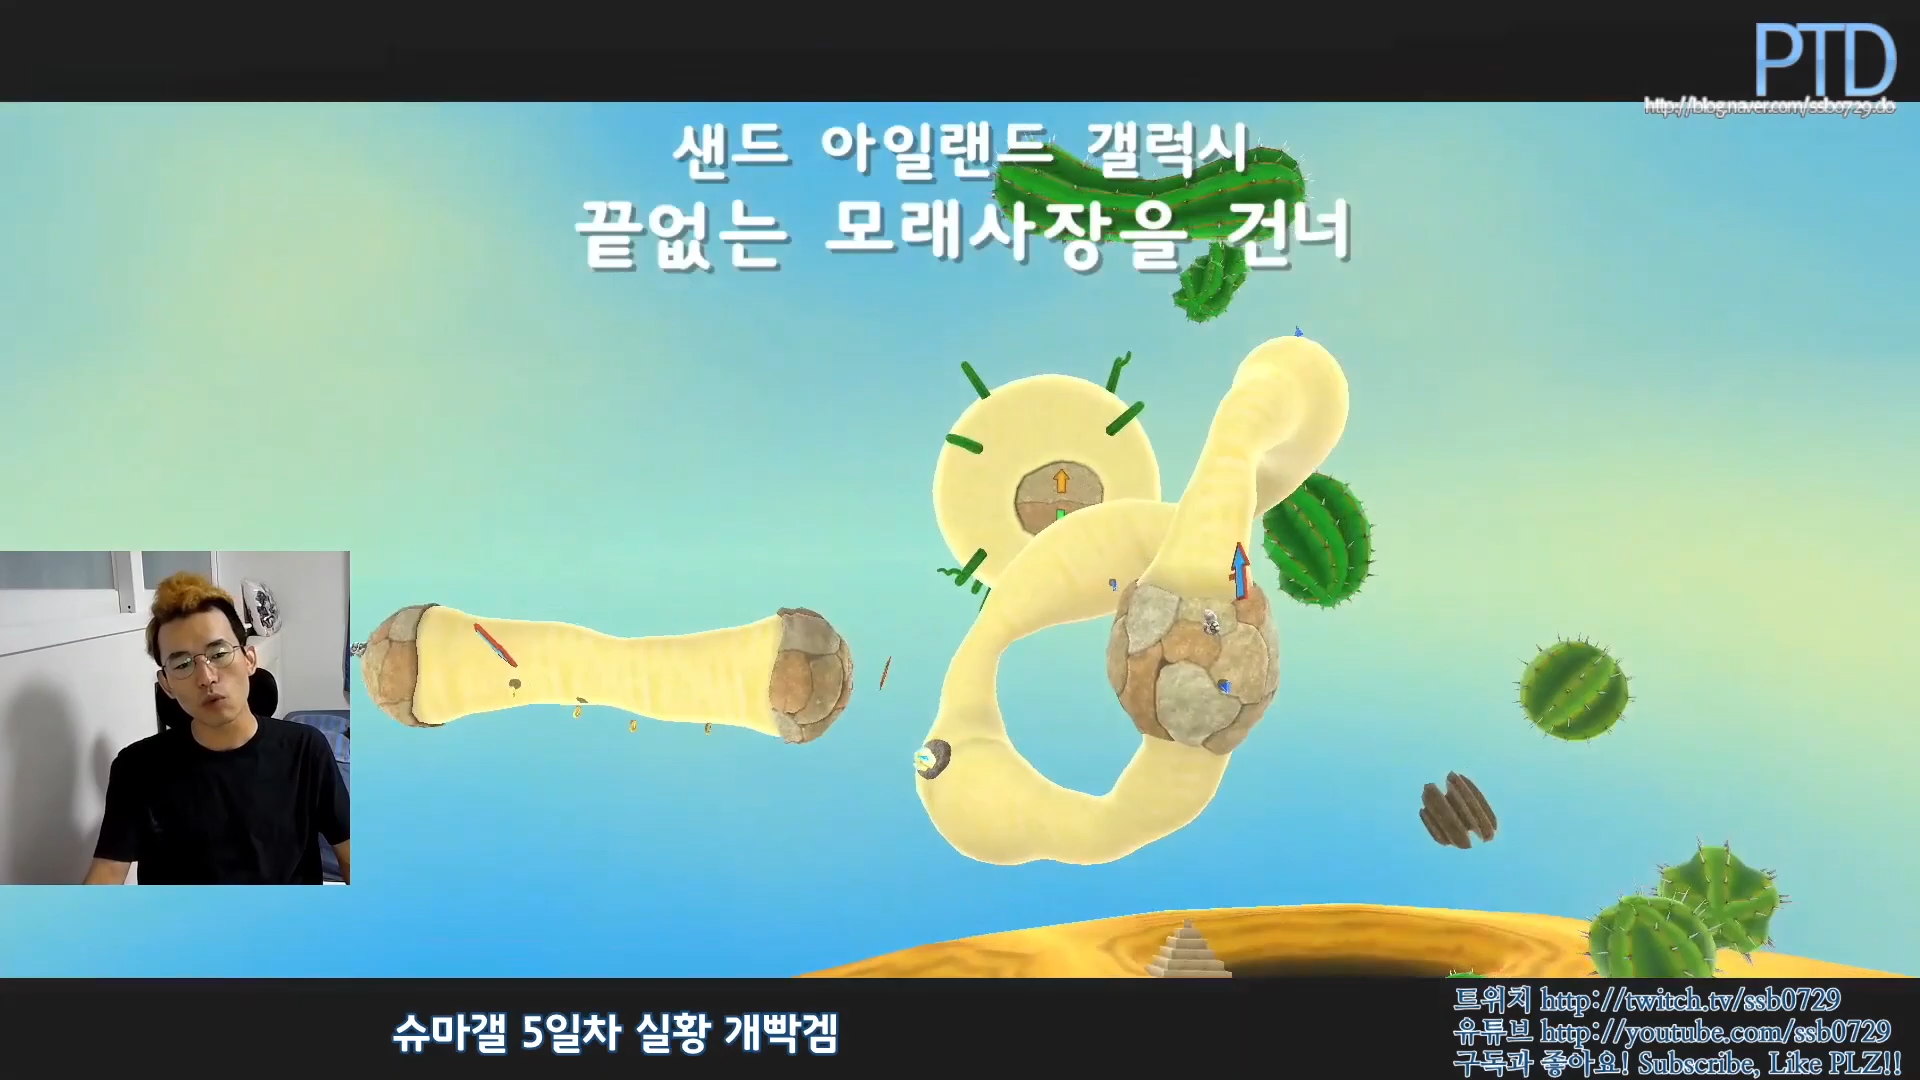 PTD
http://blog.naver.com/ssb0729.do
샌드 아일랜드 갤럭시
끝없는 모래사장을 건너
슈마갤 5일차 실황 개빡겜
트위치 http://twitch.tv/ssb0729
유튜브 http://youtube.com/ssb0729
구독과 좋아요! Subscribe, Like PLZ!!